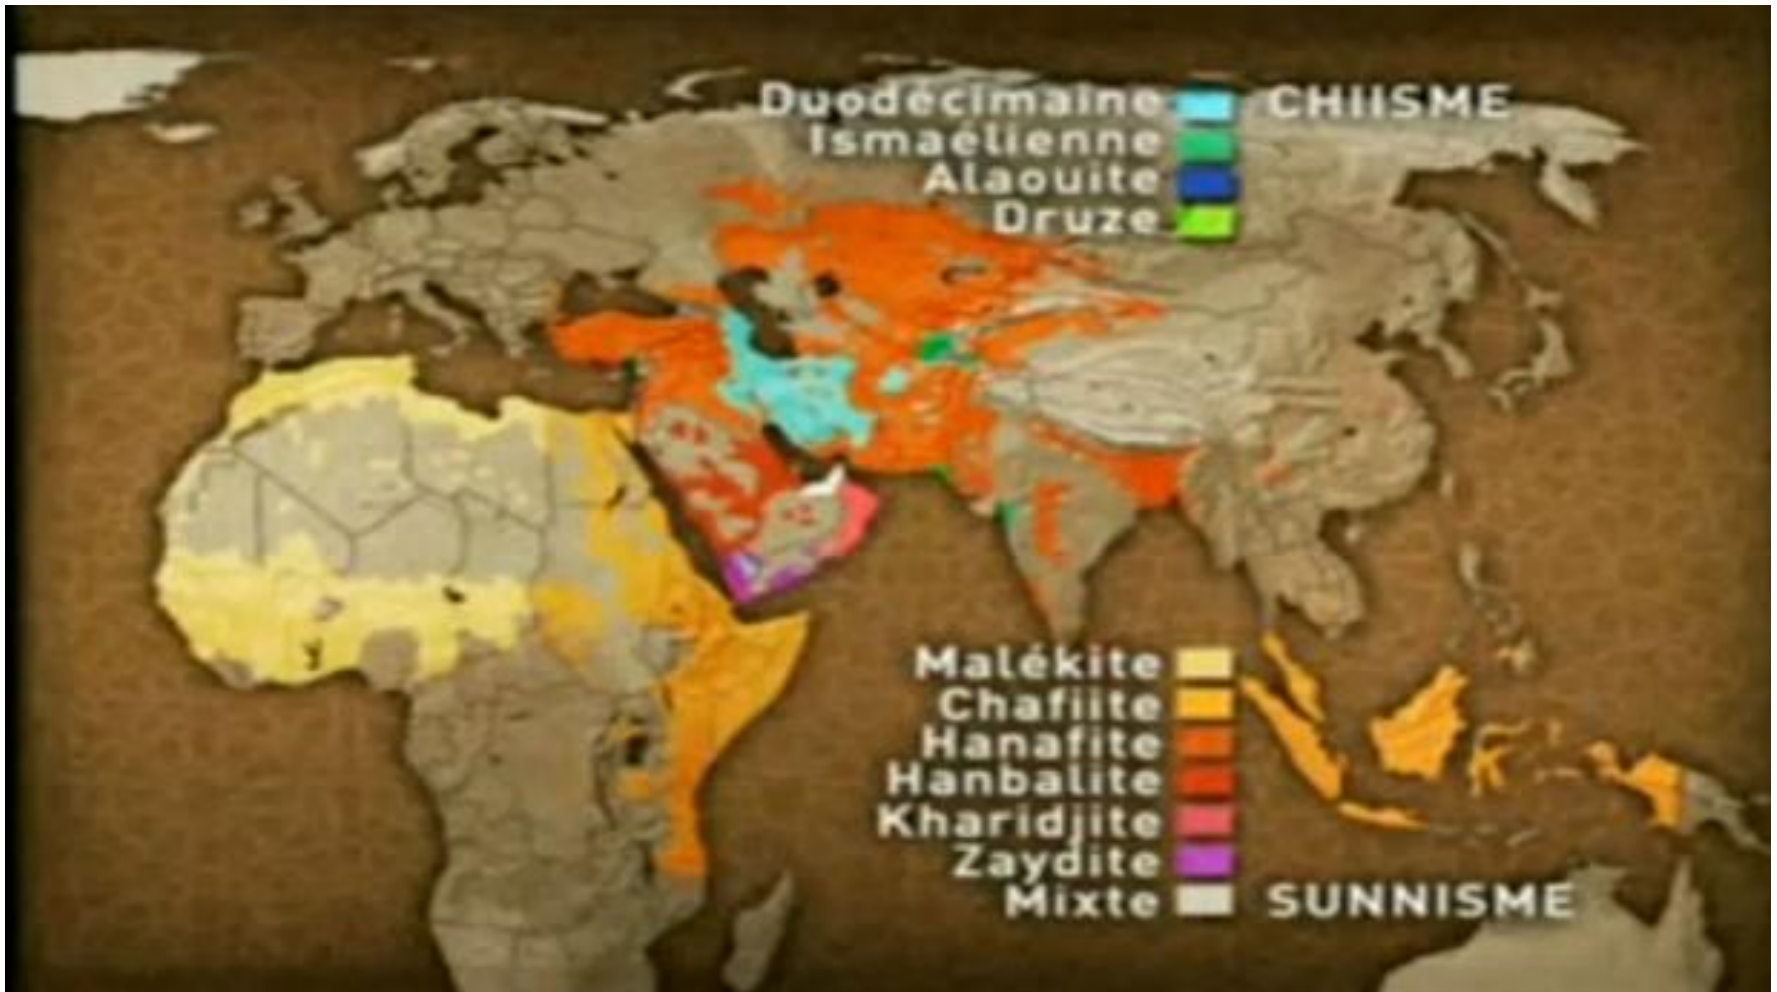 Duodécimaine CHIISME
Ismaélienne
Alaouite
Druze
Malékite
Chafiite
Hanafite
Hanbalite
Kharidjite
Zaydite
Mixte SUNNISME